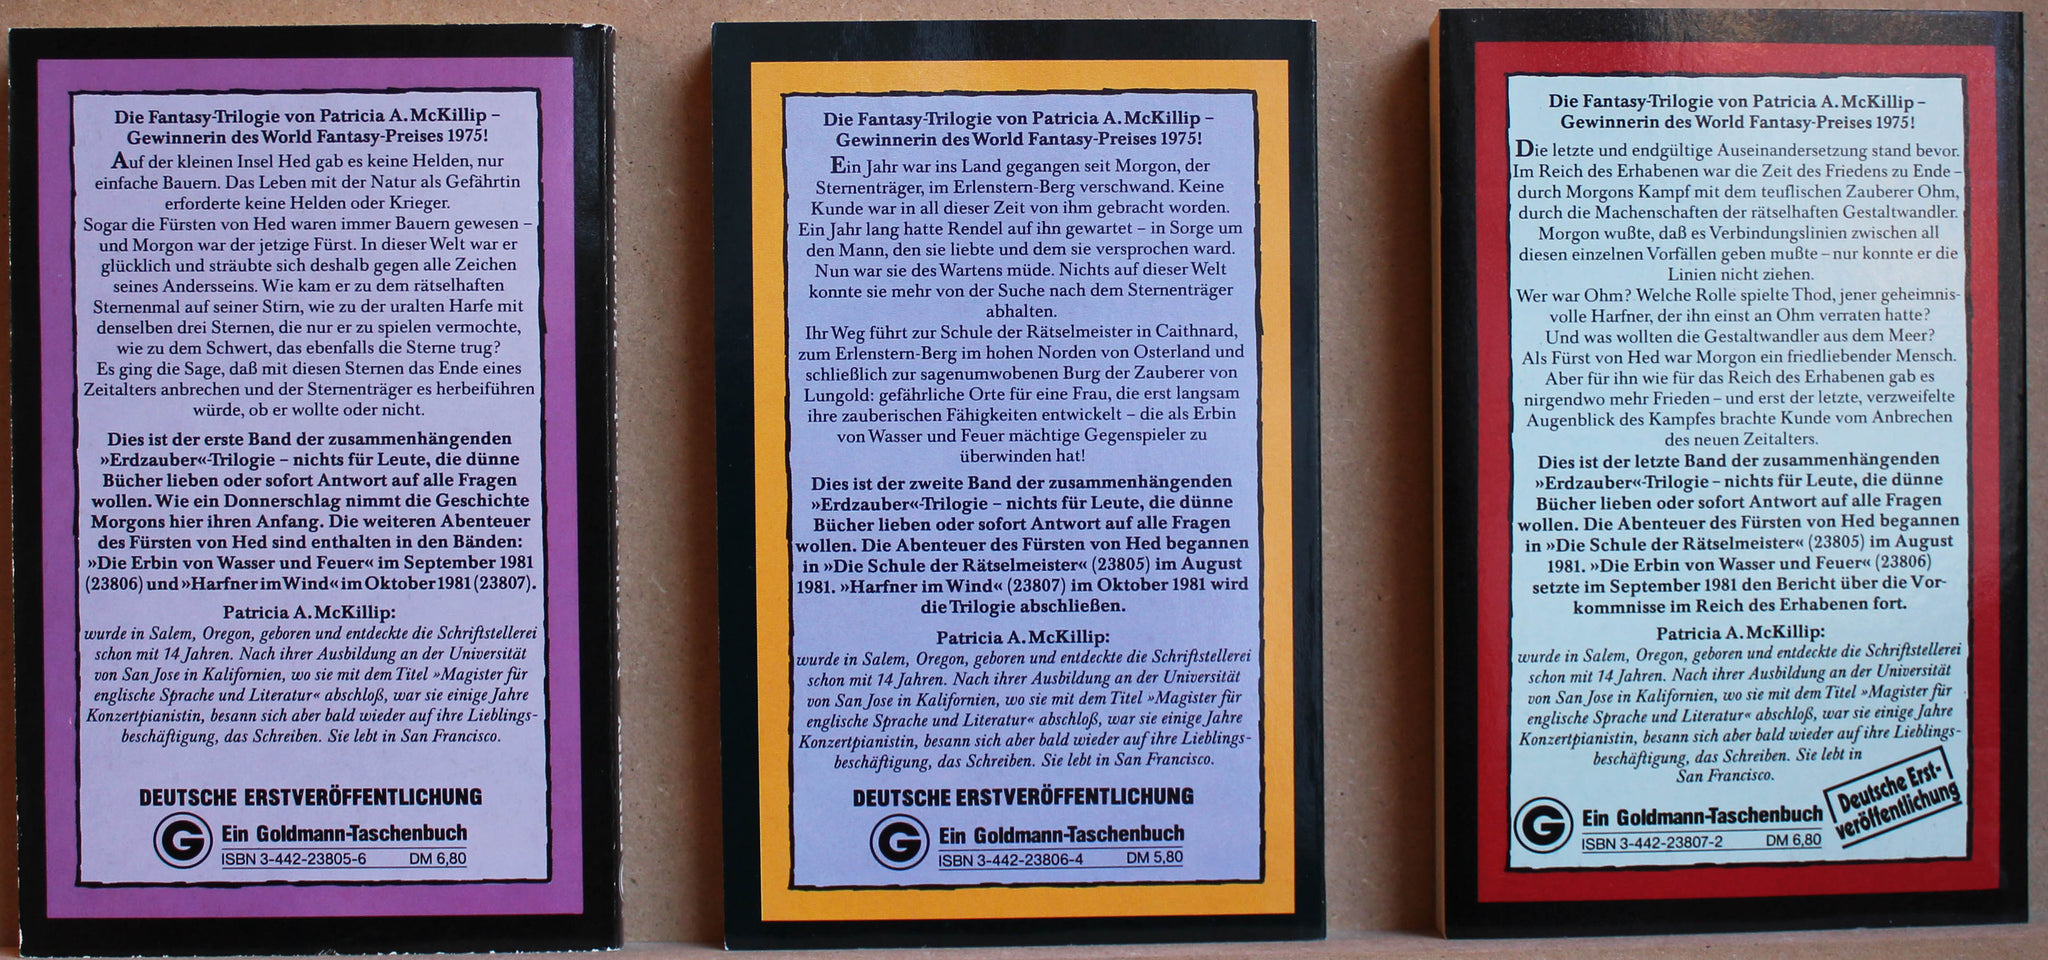 Die Fantasy-Trilogie von Patricia A. McKillip –
Gewinnerin des World Fantasy-Preises 1975!
Auf der kleinen Insel Hed gab es keine Helden, nur
einfache Bauern. Das Leben mit der Natur als Gefährtin
erforderte keine Helden oder Krieger.
Sogar die Fürsten von Hed waren immer Bauern gewesen –
und Morgon war der jetzige Fürst. In dieser Welt war er
glücklich und sträubte sich deshalb gegen alle Zeichen
seines Andersseins. Wie kam er zu dem rätselhaften
Sternenmal auf seiner Stirn, wie zu der uralten Harfe mit
denselben drei Sternen, die nur er zu spielen vermochte,
wie zu dem Schwert, das ebenfalls die Sterne trug?
Es ging die Sage, daß mit diesen Sternen das Ende eines
Zeitalters anbrechen und der Sternenträger es herbeiführen
würde, ob er wollte oder nicht.
Dies ist der erste Band der zusammenhängenden
»Erdzauber«-Trilogie – nichts für Leute, die dünne
Bücher lieben oder sofort Antwort auf alle Fragen
wollen. Wie ein Donnerschlag nimmt die Geschichte
Morgons hier ihren Anfang. Die weiteren Abenteuer
des Fürsten von Hed sind enthalten in den Bänden:
»Die Erbin von Wasser und Feuer« im September 1981
(23806) und »Harfner im Wind« im Oktober 1981 (23807).
Patricia A. McKillip:
wurde in Salem, Oregon, geboren und entdeckte die Schriftstellerei
schon mit 14 Jahren. Nach ihrer Ausbildung an der Universität
von San Jose in Kalifornien, wo sie mit dem Titel »Magister für
englische Sprache und Literatur« abschloß, war sie einige Jahre
Konzertpianistin, besann sich aber bald wieder auf ihre Lieblings-
beschäftigung, das Schreiben. Sie lebt in San Francisco.
DEUTSCHE ERSTVERÖFFENTLICHUNG
G Ein Goldmann-Taschenbuch
ISBN 3-442-23805-6 DM 6,80
Die Fantasy-Trilogie von Patricia A. McKillip –
Gewinnerin des World Fantasy-Preises 1975!
Ein Jahr war ins Land gegangen seit Morgon, der
Sternenträger, im Erlenstern-Berg verschwand. Keine
Kunde war in all dieser Zeit von ihm gebracht worden.
Ein Jahr lang hatte Rendel auf ihn gewartet – in Sorge um
den Mann, den sie liebte und dem sie versprochen ward.
Nun war sie des Wartens müde. Nichts auf dieser Welt
konnte sie mehr von der Suche nach dem Sternenträger
abhalten.
Ihr Weg führt zur Schule der Rätselmeister in Caithnard,
zum Erlenstern-Berg im hohen Norden von Osterland und
schließlich zur sagenumwobenen Burg der Zauberer von
Lungold: gefährliche Orte für eine Frau, die erst langsam
ihre zauberischen Fähigkeiten entwickelt – die als Erbin
von Wasser und Feuer mächtige Gegenspieler zu
überwinden hat!
Dies ist der zweite Band der zusammenhängenden
»Erdzauber«-Trilogie – nichts für Leute, die dünne
Bücher lieben oder sofort Antwort auf alle Fragen
wollen. Die Abenteuer des Fürsten von Hed begannen
in »Die Schule der Rätselmeister« (23805) im August
1981. »Harfner im Wind« (23807) im Oktober 1981 wird
die Trilogie abschließen.
Patricia A. McKillip:
wurde in Salem, Oregon, geboren und entdeckte die Schriftstellerei
schon mit 14 Jahren. Nach ihrer Ausbildung an der Universität
von San Jose in Kalifornien, wo sie mit dem Titel »Magister für
englische Sprache und Literatur« abschloß, war sie einige Jahre
Konzertpianistin, besann sich aber bald wieder auf ihre Lieblings-
beschäftigung, das Schreiben. Sie lebt in San Francisco.
DEUTSCHE ERSTVERÖFFENTLICHUNG
G Ein Goldmann-Taschenbuch
ISBN 3-442-23806-4 DM 5,80
Die Fantasy-Trilogie von Patricia A. McKillip –
Gewinnerin des World Fantasy-Preises 1975!
Die letzte und endgültige Auseinandersetzung stand bevor.
Im Reich des Erhabenen war die Zeit des Friedens zu Ende –
durch Morgons Kampf mit dem teuflischen Zauberer Ohm,
durch die Machenschaften der rätselhaften Gestaltwandler.
Morgon wußte, daß es Verbindungslinien zwischen all
diesen einzelnen Vorfällen geben mußte – nur konnte er die
Linien nicht ziehen.
Wer war Ohm? Welche Rolle spielte Thod, jener geheimnis-
volle Harfner, der ihn einst an Ohm verraten hatte?
Und was wollten die Gestaltwandler aus dem Meer?
Als Fürst von Hed war Morgon ein friedliebender Mensch.
Aber für ihn wie für das Reich des Erhabenen gab es
nirgendwo mehr Frieden – und erst der letzte, verzweifelte
Augenblick des Kampfes brachte Kunde vom Anbrechen
des neuen Zeitalters.
Dies ist der letzte Band der zusammenhängenden
»Erdzauber«-Trilogie – nichts für Leute, die dünne
Bücher lieben oder sofort Antwort auf alle Fragen
wollen. Die Abenteuer des Fürsten von Hed begannen
in »Die Schule der Rätselmeister« (23805) im August
1981. »Die Erbin von Wasser und Feuer« (23806)
setzte im September 1981 den Bericht über die Vor-
kommnisse im Reich des Erhabenen fort.
Patricia A. McKillip:
wurde in Salem, Oregon, geboren und entdeckte die Schriftstellerei
schon mit 14 Jahren. Nach ihrer Ausbildung an der Universität
von San Jose in Kalifornien, wo sie mit dem Titel »Magister für
englische Sprache und Literatur« abschloß, war sie einige Jahre
Konzertpianistin, besann sich aber bald wieder auf ihre Lieblings-
beschäftigung, das Schreiben. Sie lebt in
San Francisco.
Deutsche Erst-
veröffentlichung
G Ein Goldmann-Taschenbuch
ISBN 3-442-23807-2 DM 6,80